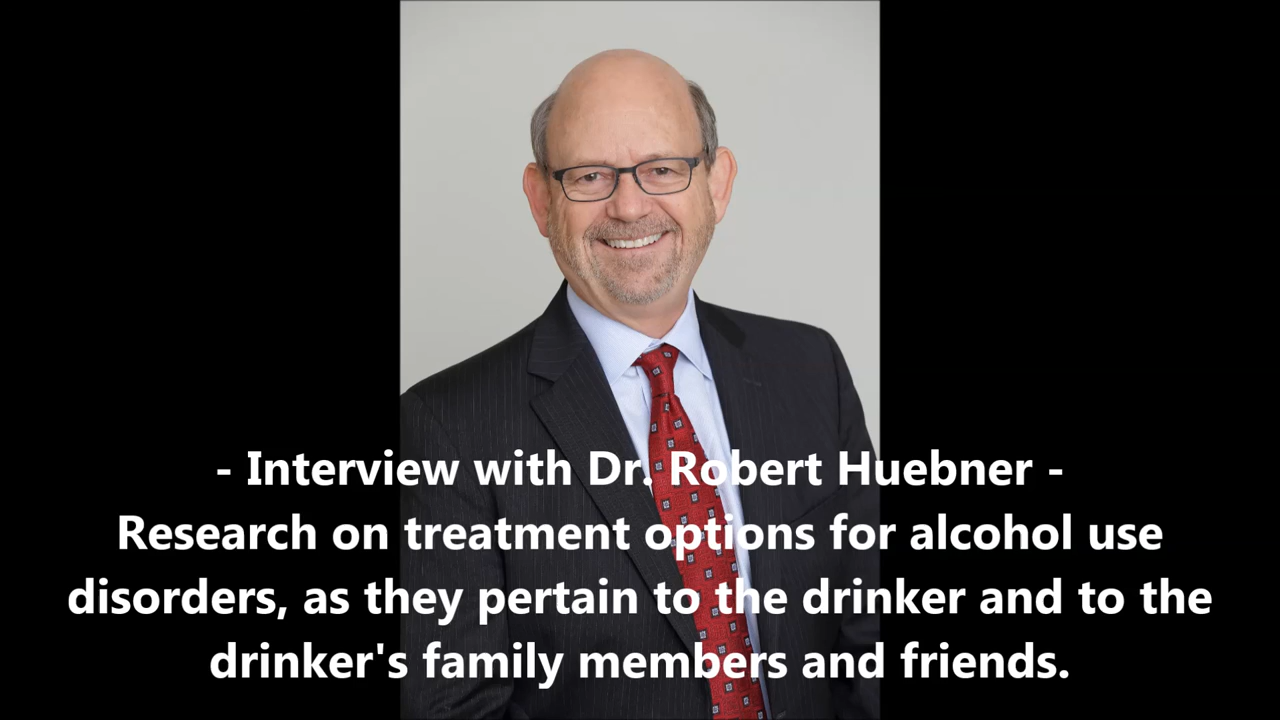 - Interview with Dr. Robert Huebner -
Research on treatment options for alcohol use
disorders, as they pertain to the drinker and to the
drinker's family members and friends.